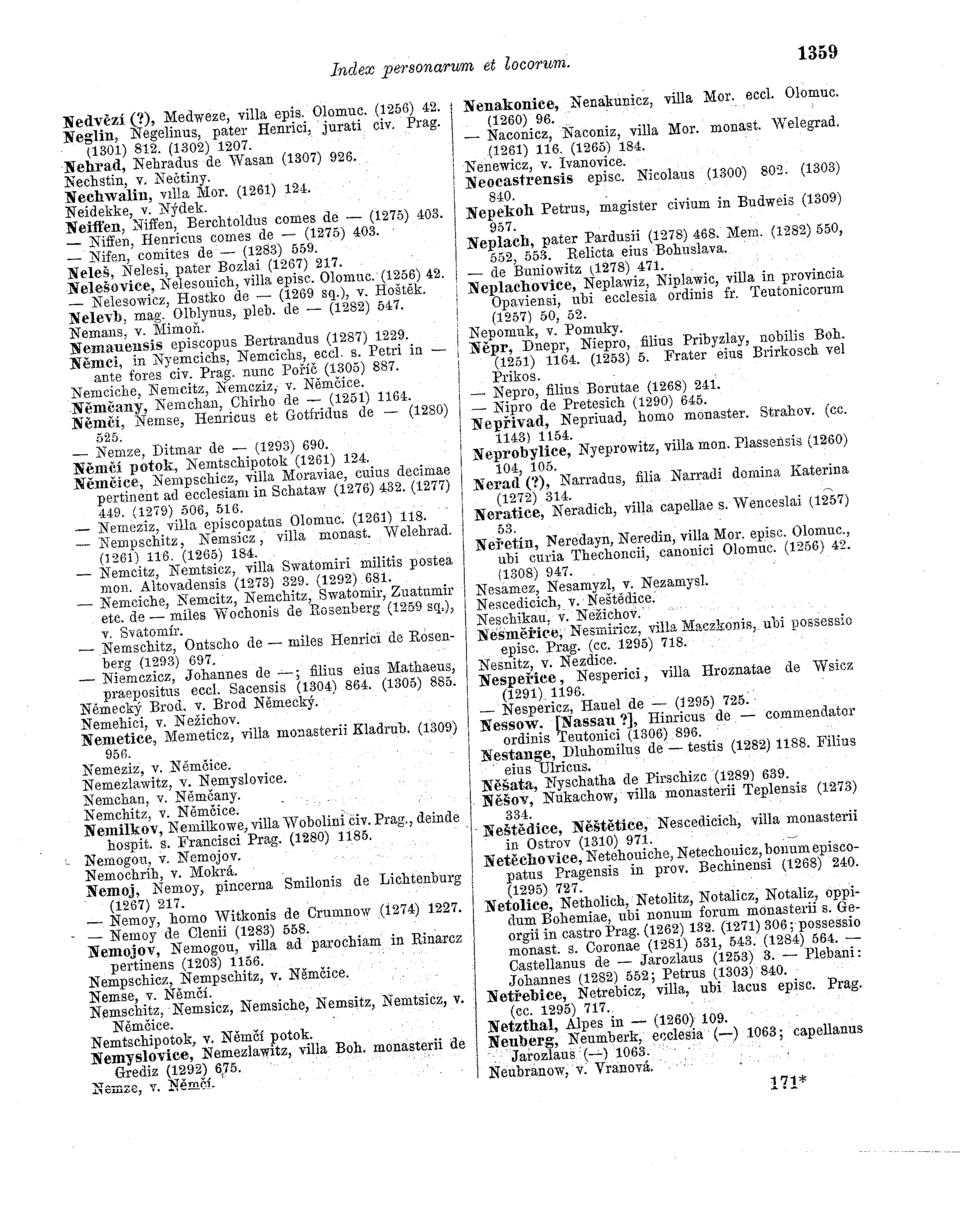 Index personarum et locorum.
1359
Nedvězí (?), Medweze, villa epis. Olomuc. (1256) 42.
Neglin, Negelinus, pater Henrici, jurati civ. Prag.
(1301) 812. (1302) 1207.
Nehrad, Nehradus de Wasan (1307) 926.
Nechstin, v. Nečtiny.
Nechwalin, villa Mor. (1261) 124.
Neidekke, v. Nýdek.
Neiffen, Niffen, Berchtoldus comes de — (1275) 403.
— Niffen, Henricus comes de — (1275) 403.
— Nifen, comites de — (1283) 559.
Neleš, Nelesi, pater Bozlai (1267) 217.
Nelešovice, Nelesouich, villa episc. Olomuc. (1256) 42.
— Nelesowicz, Hostko de — (1269 sq.), v. Hoštěk.
Nelevb, mag. Olblynus, pleb. de — (1282) 547.
Nemans, v. Mimoň.
Nemauensis episcopus Bertrandus (1287) 1229.
Němci, in Nyemcichs, Nemcichs, eccl. s. Petri in —
ante fores civ. Prag. nunc Poříč (1305) 887.
Nemciche, Nemcitz, Nemcziz, v. Němčice.
Němčany, Nemchan, Chirho de — (1251) 1164.
Němčí, Nemse, Henricus et Gotfridus de — (1280)
525.
— Nemze, Ditmar de — (1293) 690.
Němčí potok, Nemtschipotok (1261) 124.
Němčice, Nempschicz, villa Moraviae, cuius decimae
pertinent ad ecclesiam in Schataw (1276) 432. (1277)
449. (1279) 506, 516.
— Nemeziz, villa episcopatus Olomuc. (1261) 118.
— Nempschitz, Nemsicz, villa monast. Welehrad.
(1261) 116. (1265) 184.
— Nemcitz, Nemtsicz, villa Swatomiri militis postea
mon. Altovadensis (1273) 329. (1292) 681.
— Nemciche, Nemcitz, Nemchitz, Swatomir, Zuatumir
etc. de — miles Wochonis de Rosenberg (1259 sq.),
v. Svatomír.
— Nemschitz, Ontscho de — miles Henrici de Rosen-
berg (1293) 697.
— Niemczicz, Johannes de —; filius eius Mathaeus,
praepositus eccl. Sacensis (1304) 864. (1305) 885.
Německý Brod, v. Brod Německý.
Nemehici, v. Nežichov.
Nemetice, Memeticz, villa monasterii Kladrub. (1309)
956.
Nemeziz, v. Němčice.
Nemezlawitz, v. Nemyslovice.
Nemchan, v. Němčany.
Nemchitz, v. Němčice.
Nemilkov, Nemilkowe, villa Wobolini civ. Prag., deinde
hospit. s. Francisci Prag. (1280) 1185.
Nemogou, v. Nemojov.
Nemochrih, v. Mokrá.
Nemoj, Nemoy, pincerna Smilonis de Lichtenburg
(1267) 217.
— Nemoy, homo Witkonis de Crumnow (1274) 1227.
— Nemoy de Clenii (1283) 558.
Nemojov, Nemogou, villa ad parochiam in Rinarcz
pertinens (1203) 1156.
Nempschicz, Nempschitz, v. Němčice.
Nemse, v. Němčí.
Nemschitz, Nemsicz, Nemsiche, Nemsitz, Nemtsicz, v.
Němčice.
Nemtschipotok, v. Němčí potok.
Nemyslovice, Nemezlawitz, villa Boh. monasterii de
Grediz (1292) 675.
Nemze, v. Němčí.
Nenakonice, Nenakunicz, villa Mor. eccl. Olomuc.
(1260) 96.
— Naconicz, Naconiz, villa Mor. monast. Welegrad.
(1261) 116. (1265) 184.
Nenewicz, v. Ivanovice.
Neocastrensis episc. Nicolaus (1300) 802. (1303)
840.
Nepekoh Petrus, magister civium in Budweis (1309)
957.
Neplach, pater Pardusii (1278) 468. Mem. (1282) 550,
552, 553. Relicta eius Bohuslava.
— de Buniowitz (1278) 471.
Neplachovice, Neplawiz, Niplawic, villa in provincia
Opaviensi, ubi ecclesia ordinis fr. Teutonicorum
(1257) 50, 52.
Nepomuk, v. Pomuky.
Něpr, Dnepr, Niepro, filius Pribyzlay, nobilis Boh.
(1251) 1164. (1253) 5. Frater eius Brirkosch vel
Prikos.
— Nepro, filius Borutae (1268) 241.
— Nipro de Pretesich (1290) 645.
Nepřivad, Nepriuad, homo monaster. Strahov. (cc.
1143) 1154.
Neprobylice, Nyeprowitz, villa mon. Plassensis (1260)
104, 105.
Nerad (?), Narradus, filia Narradi domina Katerina
(1272) 314.
Neratice, Neradich, villa capellae s. Wenceslai (1257)
53.
Neřetín, Neredayn, Neredin, villa Mor. episc. Olomuc.,
ubi curia Thechoncii, canonici Olomuc. (1256) 42.
(1308) 947.
Nesamez, Nesamyzl, v. Nezamysl.
Nescedicich, v. Neštědice.
Neschikau, v. Nežichov.
Nesměřice, Nesmiricz, villa Maczkonis, ubi possessio
episc. Prag. (cc. 1295) 718.
Nesnitz, v. Nezdice.
Nespeřice, Nesperici, villa Hroznatae de Wsicz
(1291) 1196.
— Nespericz, Hauel de — (1295) 725.
Nessow. [Nassau ?], Hinricus de — commendator
ordinis Teutonici (1306) 896.
Nestange, Dluhomilus de — testis (1282) 1188. Filius
eius Ulricus.
Něšata, Nyschatha de Pirschizc (1289) 639.
Něšov, Nukachow, villa monasterii Teplensis (1273)
334.
Neštědice, Něštětice, Nescedicich, villa monasterii
in Ostrov (1310) 971.
Netěchovice, Netehouiche, Netechouicz, bonum episco-
patus Pragensis in prov. Bechinensi (1268) 240.
(1295) 727.
Netolice, Netholich, Netolitz, Notalicz, Notaliz, oppi-
dum Bohemiae, ubi nonum forum monasterii s. Ge-
orgii in castro Prag. (1262) 132. (1271) 306; possessio
monast. s. Coronae (1281) 531, 543. (1284) 564. —
Castellanus de — Jarozlaus (1253) 3. — Plebani:
Johannes (1282) 552; Petrus (1303) 840.
Netřebice, Netrebicz, villa, ubi lacus episc. Prag.
(cc. 1295) 717.
Netzthal, Alpes in — (1260) 109.
Neuberg, Neumberk, ecclesia (—) 1063; capellanus
Jarozlaus (—) 1063.
Neubranow, v. Vranová.
171*